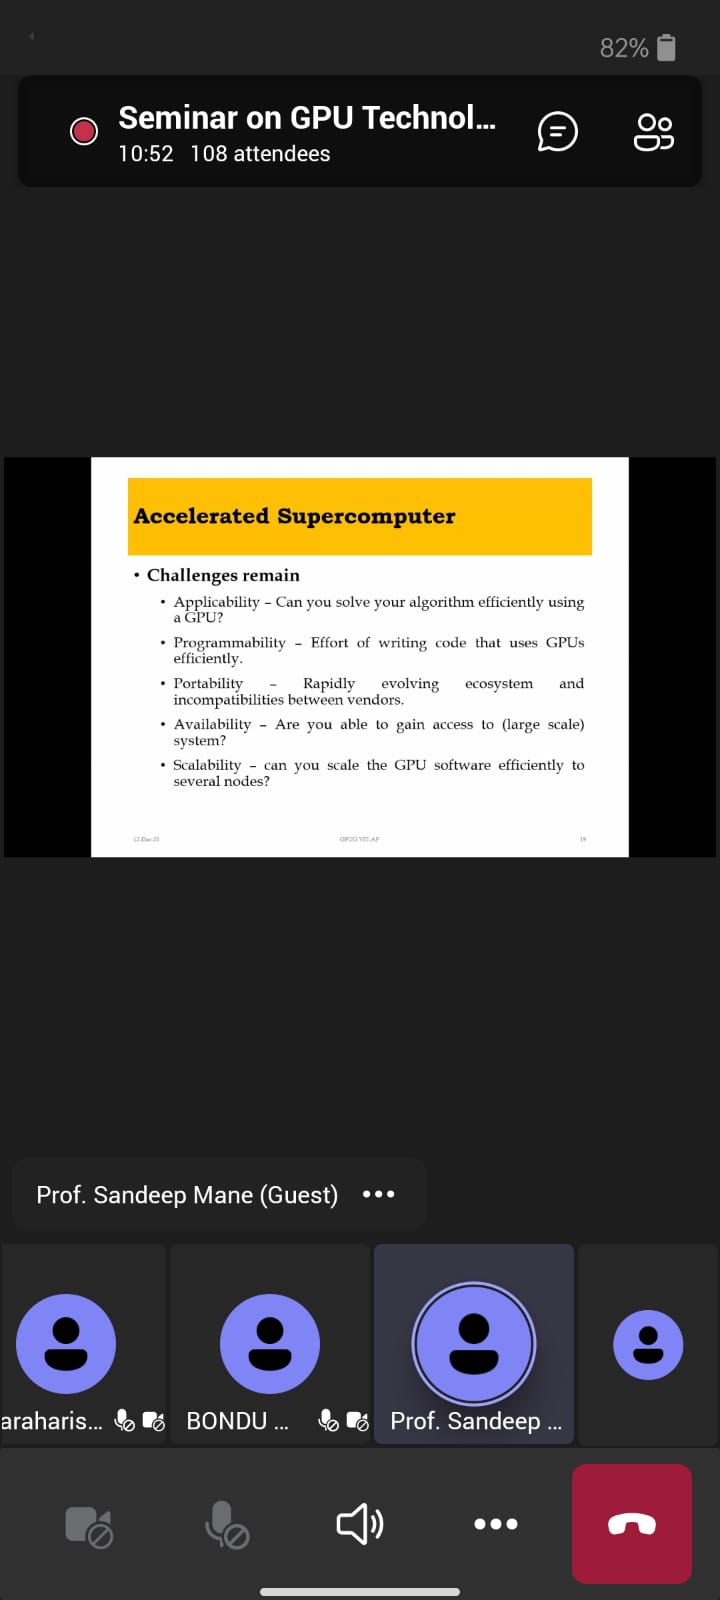 82%
Seminar on GPU Technol...
10:52 108 attendees
Accelerated Supercomputer
• Challenges remain
• Applicability – Can you solve your algorithm efficiently using
a GPU?
• Programmability – Effort of writing code that uses GPUs
efficiently.
• Portability – Rapidly evolving ecosystem and
incompatibilities between vendors.
• Availability – Are you able to gain access to (large scale)
system?
• Scalability – can you scale the GPU software efficiently to
several nodes?
12-Dec-21 GPUG VIT-AP 19
Prof. Sandeep Mane (Guest)
araharis... BONDU ... Prof. Sandeep ...